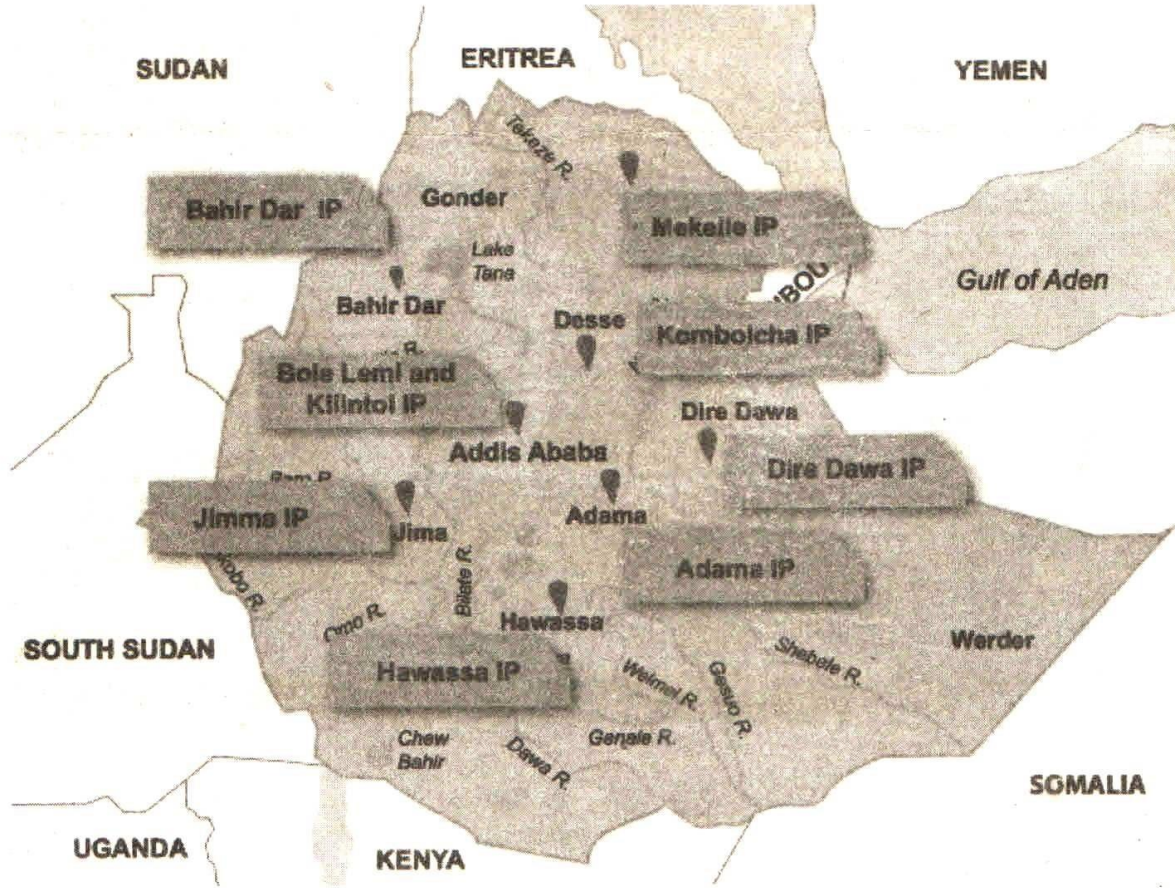 SUDAN
ERITREA
YEMEN
Tekeze R.
Bahir Dar IP
Gonder
Mekelle IP
Lake
Tana
Gulf of Aden
Bahir Dar
Desse
Kombolcha IP
R.
Bole Lemi and
Kilintol IP
Dire Dawa
Addis Ababa
Dire Dawa IP
Jimma IP
Jima
Adama
Adama IP
Bilate R.
Omo R.
Hawassa
SOUTH SUDAN
Hawassa IP
Weimel R.
Shebele R.
Werder
Chew
Bahir
Dawa R.
Genale R.
SOMALIA
UGANDA
KENYA